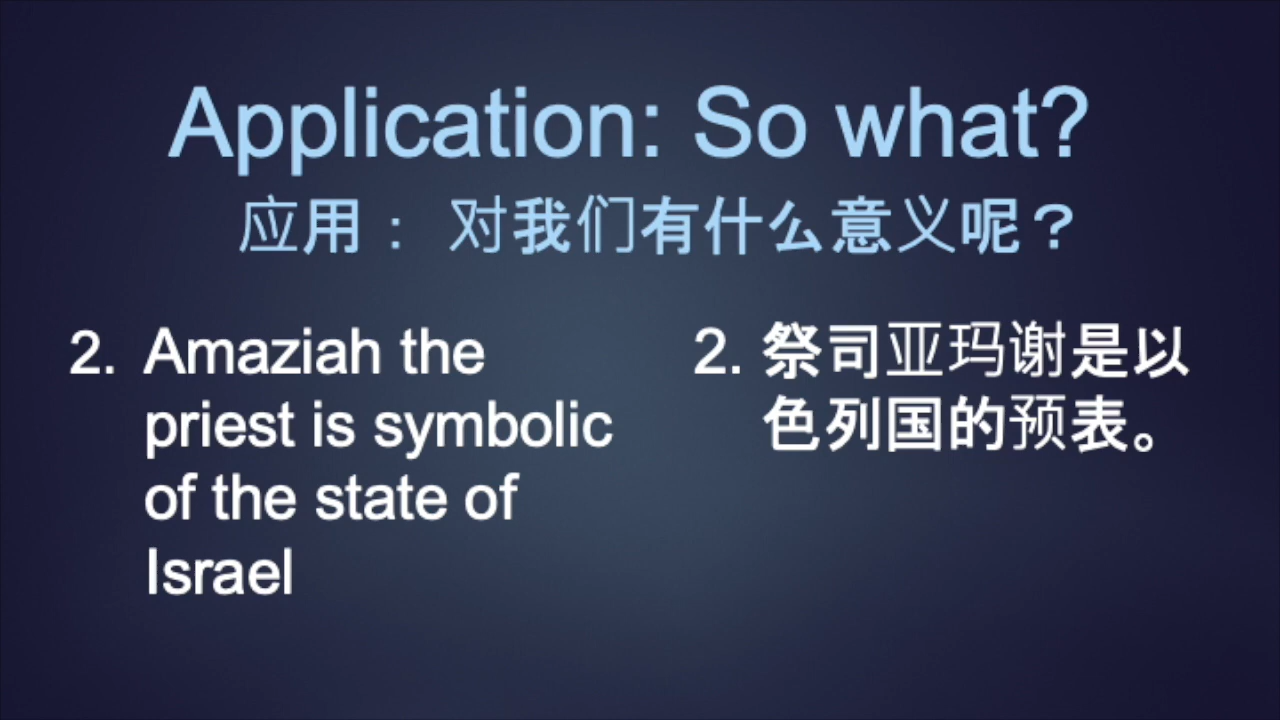 Application: So what?
应用： 对我们有什么意义呢？
2. Amaziah the
priest is symbolic
of the state of
Israel
2. 祭司亚玛谢是以
色列国的预表。